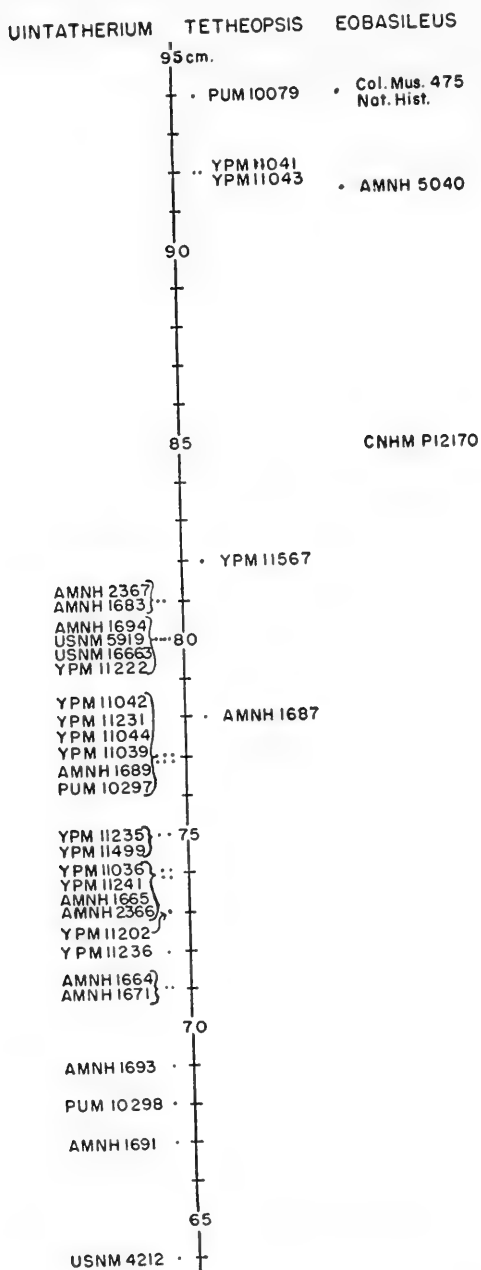 UINTATHERIUM TETHEOPSIS EOBASILEUS
95 cm.
PUM 10079
Col. Mus. 475
Nat. Hist.
YPM 11041
YPM 11043
AMNH 5040
90
85
CNHM P12170
YPM 11567
AMNH 2367
AMNH 1683
AMNH 1694
USNM 5919
80
USNM 16663
YPM 11222
YPM 11042
YPM 11231
AMNH 1687
YPM 11044
YPM 11039
AMNH 1689
PUM 10297
YPM 11235
75
YPM 11499
YPM 11036
YPM 11241
AMNH 1665
AMNH 2366
YPM 11202
YPM 11236
AMNH 1664
AMNH 1671
70
AMNH 1693
PUM 10298
AMNH 1691
65
USNM 4212